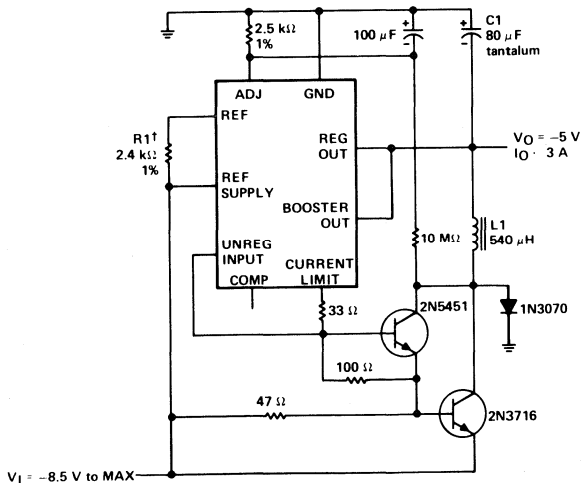 2.5 kΩ
1%
100 μF
+
−
+
−
C1
80 μF
tantalum
ADJ
GND
REF
R1†
2.4 kΩ
1%
REG
OUT
VO = −5 V
IO · 3 A
REF
SUPPLY
BOOSTER
OUT
10 MΩ
L1
540 μH
UNREG
INPUT
CURRENT
LIMIT
COMP
33 Ω
2N5451
1N3070
100 Ω
47 Ω
2N3716
VI = −8.5 V to MAX